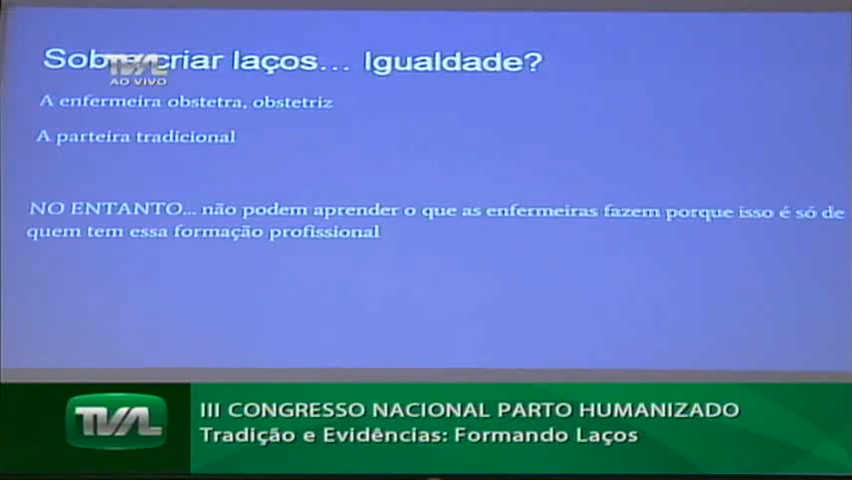 Sobre criar laços... Igualdade?
TVAL
AO VIVO
A enfermeira obstetra, obstetriz
A parteira tradicional
NO ENTANTO... não podem aprender o que as enfermeiras fazem porque isso é só de
quem tem essa formação profissional
TVAL
III CONGRESSO NACIONAL PARTO HUMANIZADO
Tradição e Evidências: Formando Laços